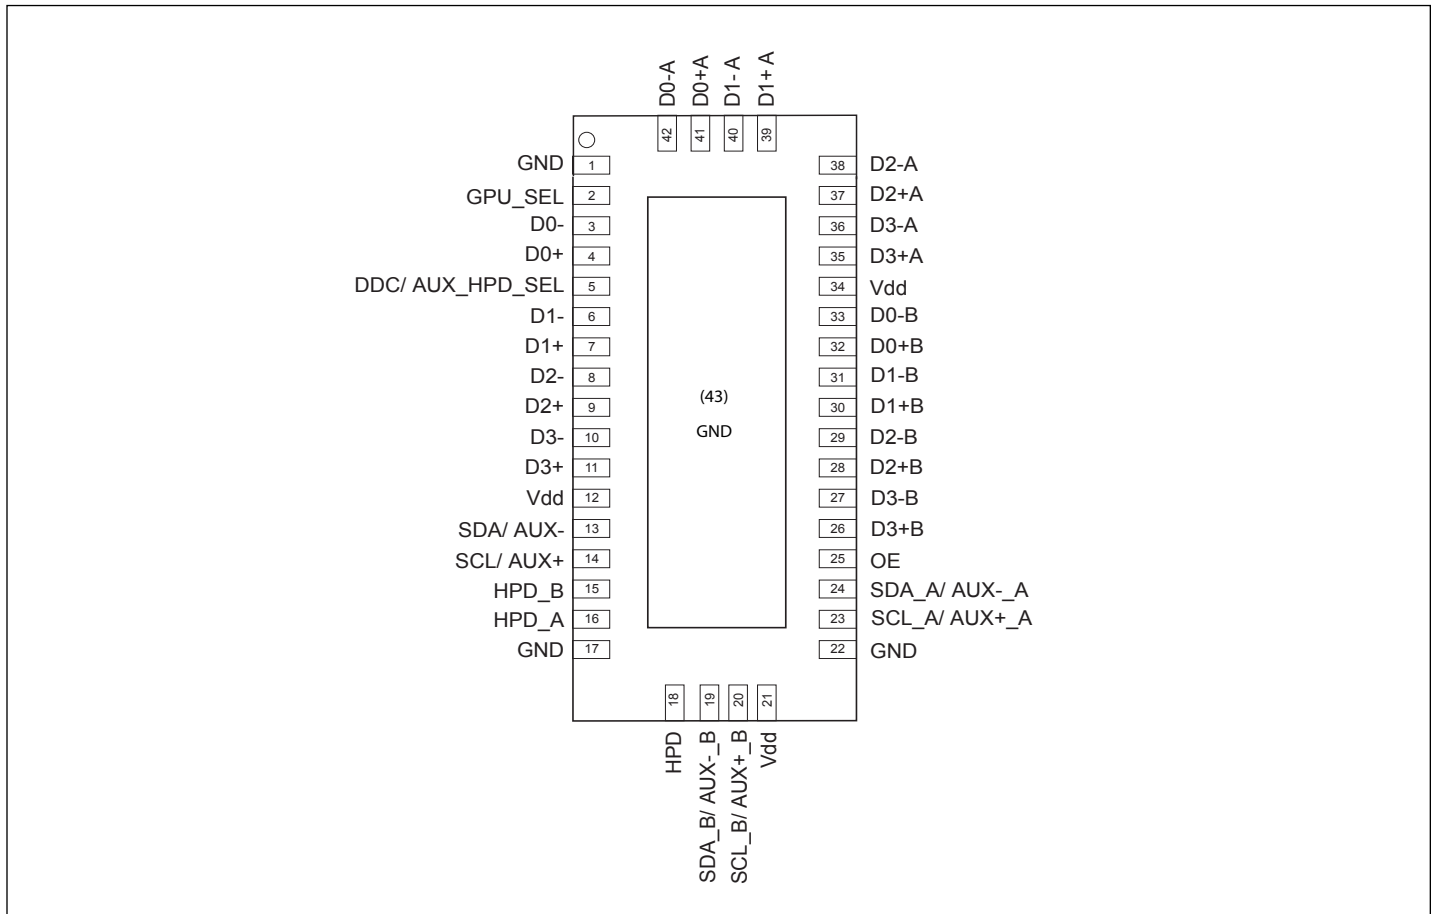 D0-A
D0+A
D1- A
D1+ A
42
41
40
39
GND 1
38 D2-A
GPU_SEL 2
37 D2+A
D0- 3
36 D3-A
D0+ 4
35 D3+A
DDC/ AUX_HPD_SEL 5
34 Vdd
D1- 6
33 D0-B
D1+ 7
32 D0+B
D2- 8
31 D1-B
D2+ 9
30 D1+B
D3- 10
29 D2-B
D3+ 11
28 D2+B
Vdd 12
27 D3-B
SDA/ AUX- 13
26 D3+B
SCL/ AUX+ 14
25 OE
HPD_B 15
24 SDA_A/ AUX-_A
HPD_A 16
23 SCL_A/ AUX+_A
GND 17
22 GND
(43)
GND
18
19
20
21
HPD
SDA_B/ AUX-_B
SCL_B/ AUX+_B
Vdd